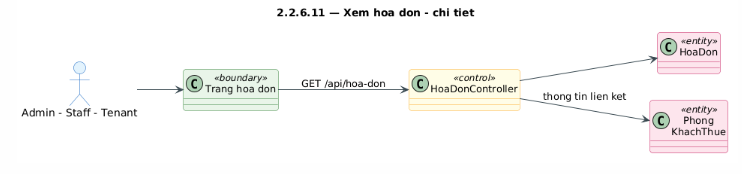 2.2.6.11 — Xem hoa don - chi tiet
Admin - Staff - Tenant
C
«boundary»
Trang hoa don
GET /api/hoa-don
C
«control»
HoaDonController
thong tin lien ket
C
«entity»
HoaDon
C
«entity»
Phong
KhachThue